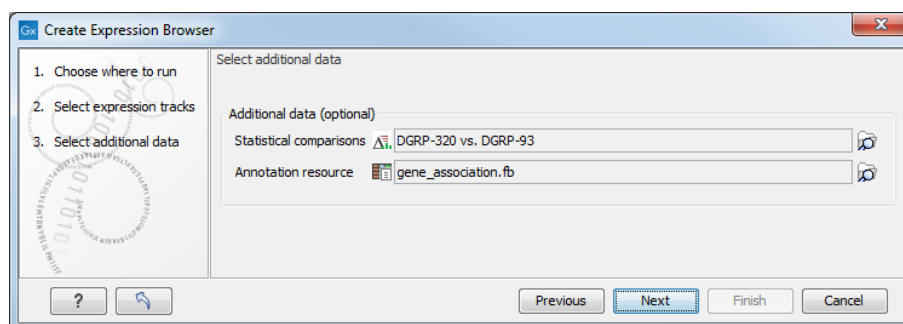 Gx Create Expression Browser
1. Choose where to run
2. Select expression tracks
3. Select additional data
Select additional data
Additional data (optional)
Statistical comparisons DGRP-320 vs. DGRP-93
Annotation resource gene_association.fb
?
Previous Next Finish Cancel